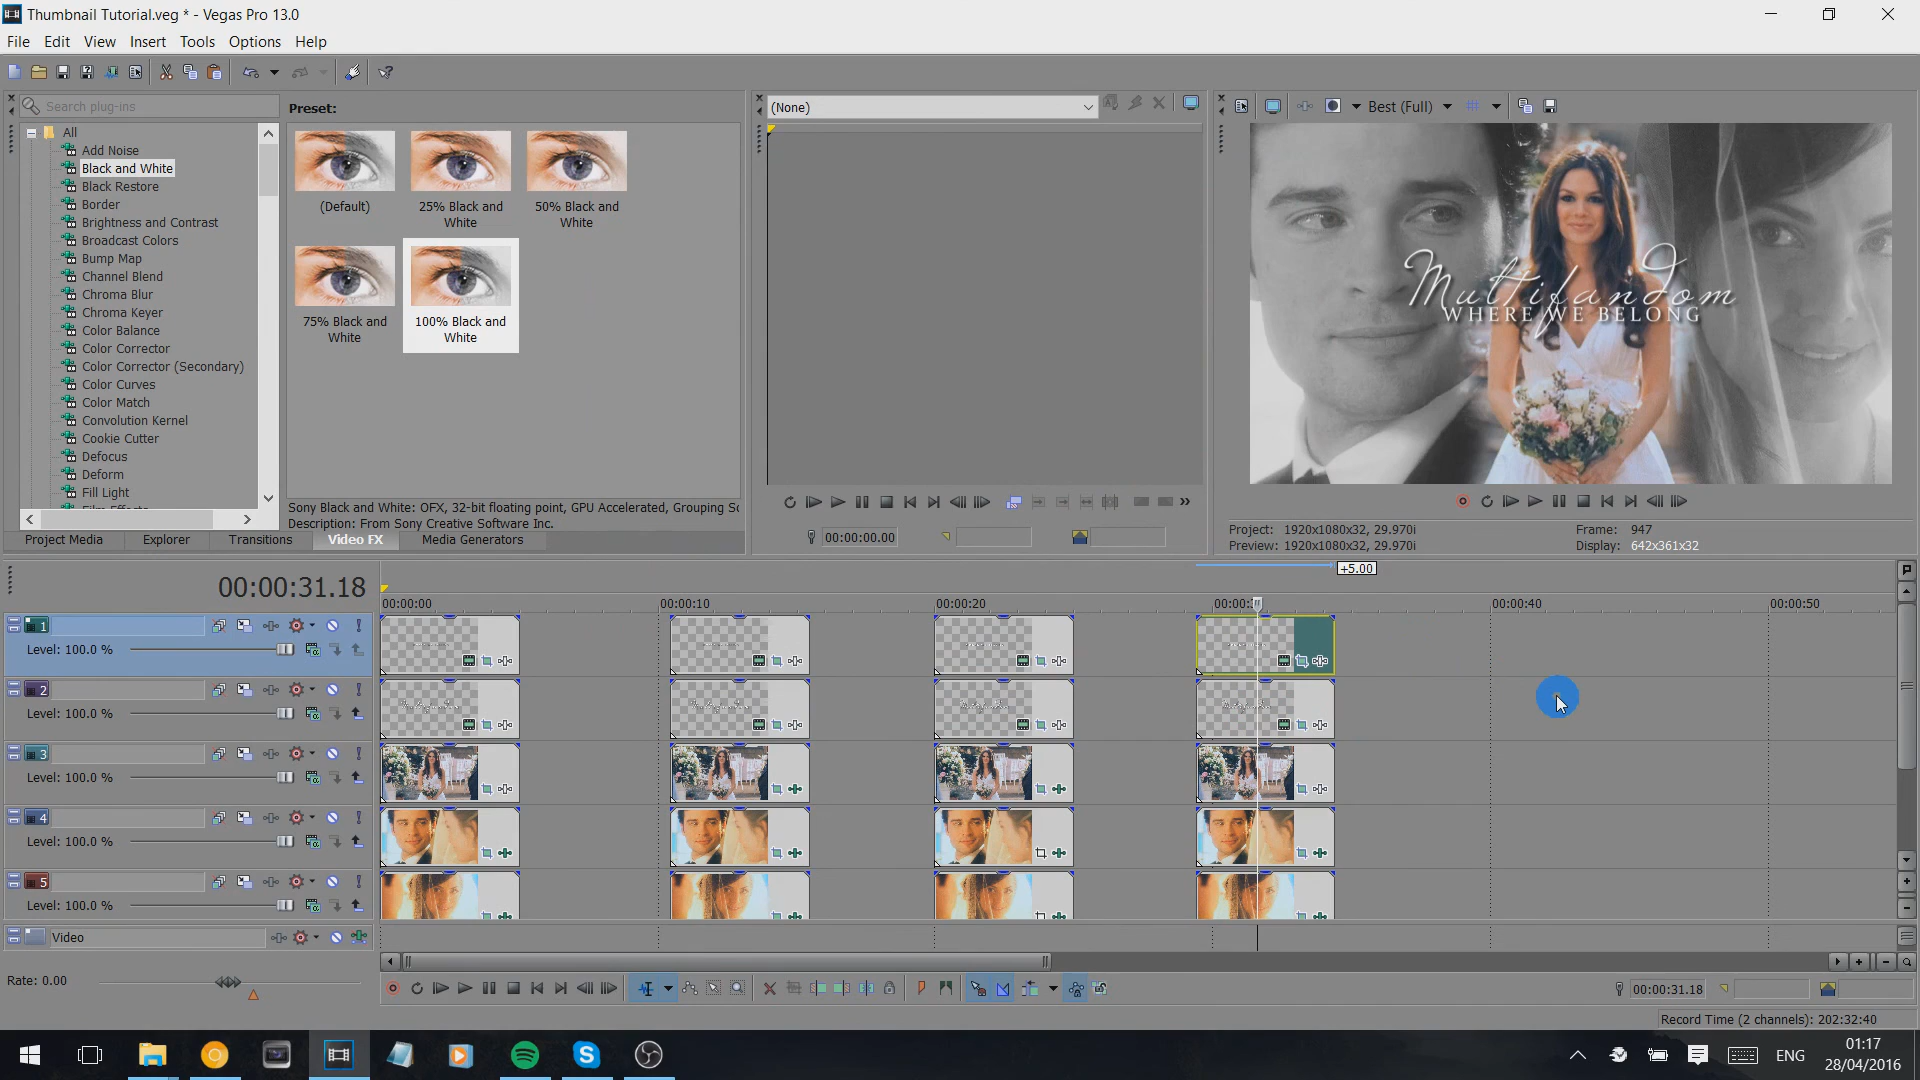 Thumbnail Tutorial.veg * - Vegas Pro 13.0
File Edit View Insert Tools Options Help
Search plug-ins
All
Add Noise
Black and White
Black Restore
Border
Brightness and Contrast
Broadcast Colors
Bump Map
Channel Blend
Chroma Blur
Chroma Keyer
Color Balance
Color Corrector
Color Corrector (Secondary)
Color Curves
Color Match
Convolution Kernel
Cookie Cutter
Defocus
Deform
Fill Light
Preset:
(Default)
25% Black and White
50% Black and White
75% Black and White
100% Black and White
Sony Black and White: OFX, 32-bit floating point, GPU Accelerated, Grouping Sc
Description: From Sony Creative Software Inc.
Project Media Explorer Transitions Video FX Media Generators
(None)
00:00:00.00
Best (Full)
Multifandom
WHERE WE BELONG
Project: 1920x1080x32, 29.970i
Preview: 1920x1080x32, 29.970i
Frame: 947
Display: 642x361x32
00:00:31.18
+5.00
00:00:00 00:00:10 00:00:20 00:00:3 00:00:40 00:00:50
1
Level: 100.0 %
2
Level: 100.0 %
3
Level: 100.0 %
4
Level: 100.0 %
5
Level: 100.0 %
Video
Rate: 0.00
00:00:31.18
Record Time (2 channels): 202:32:40
ENG
01:17
28/04/2016